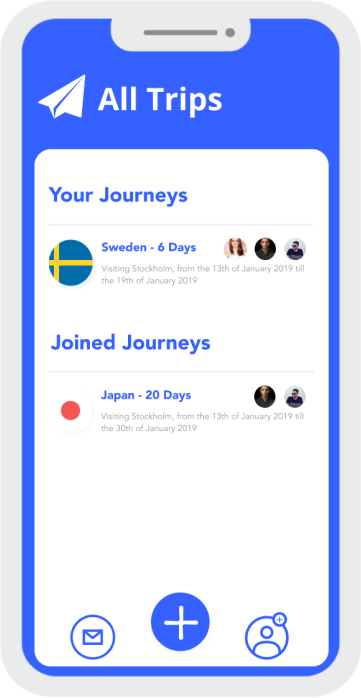 All Trips
Your Journeys
Sweden - 6 Days
Visiting Stockholm, from the 13th of January 2019 till
the 19th of January 2019
Joined Journeys
Japan - 20 Days
Visiting Stockholm, from the 13th of January 2019 till
the 30th of January 2019